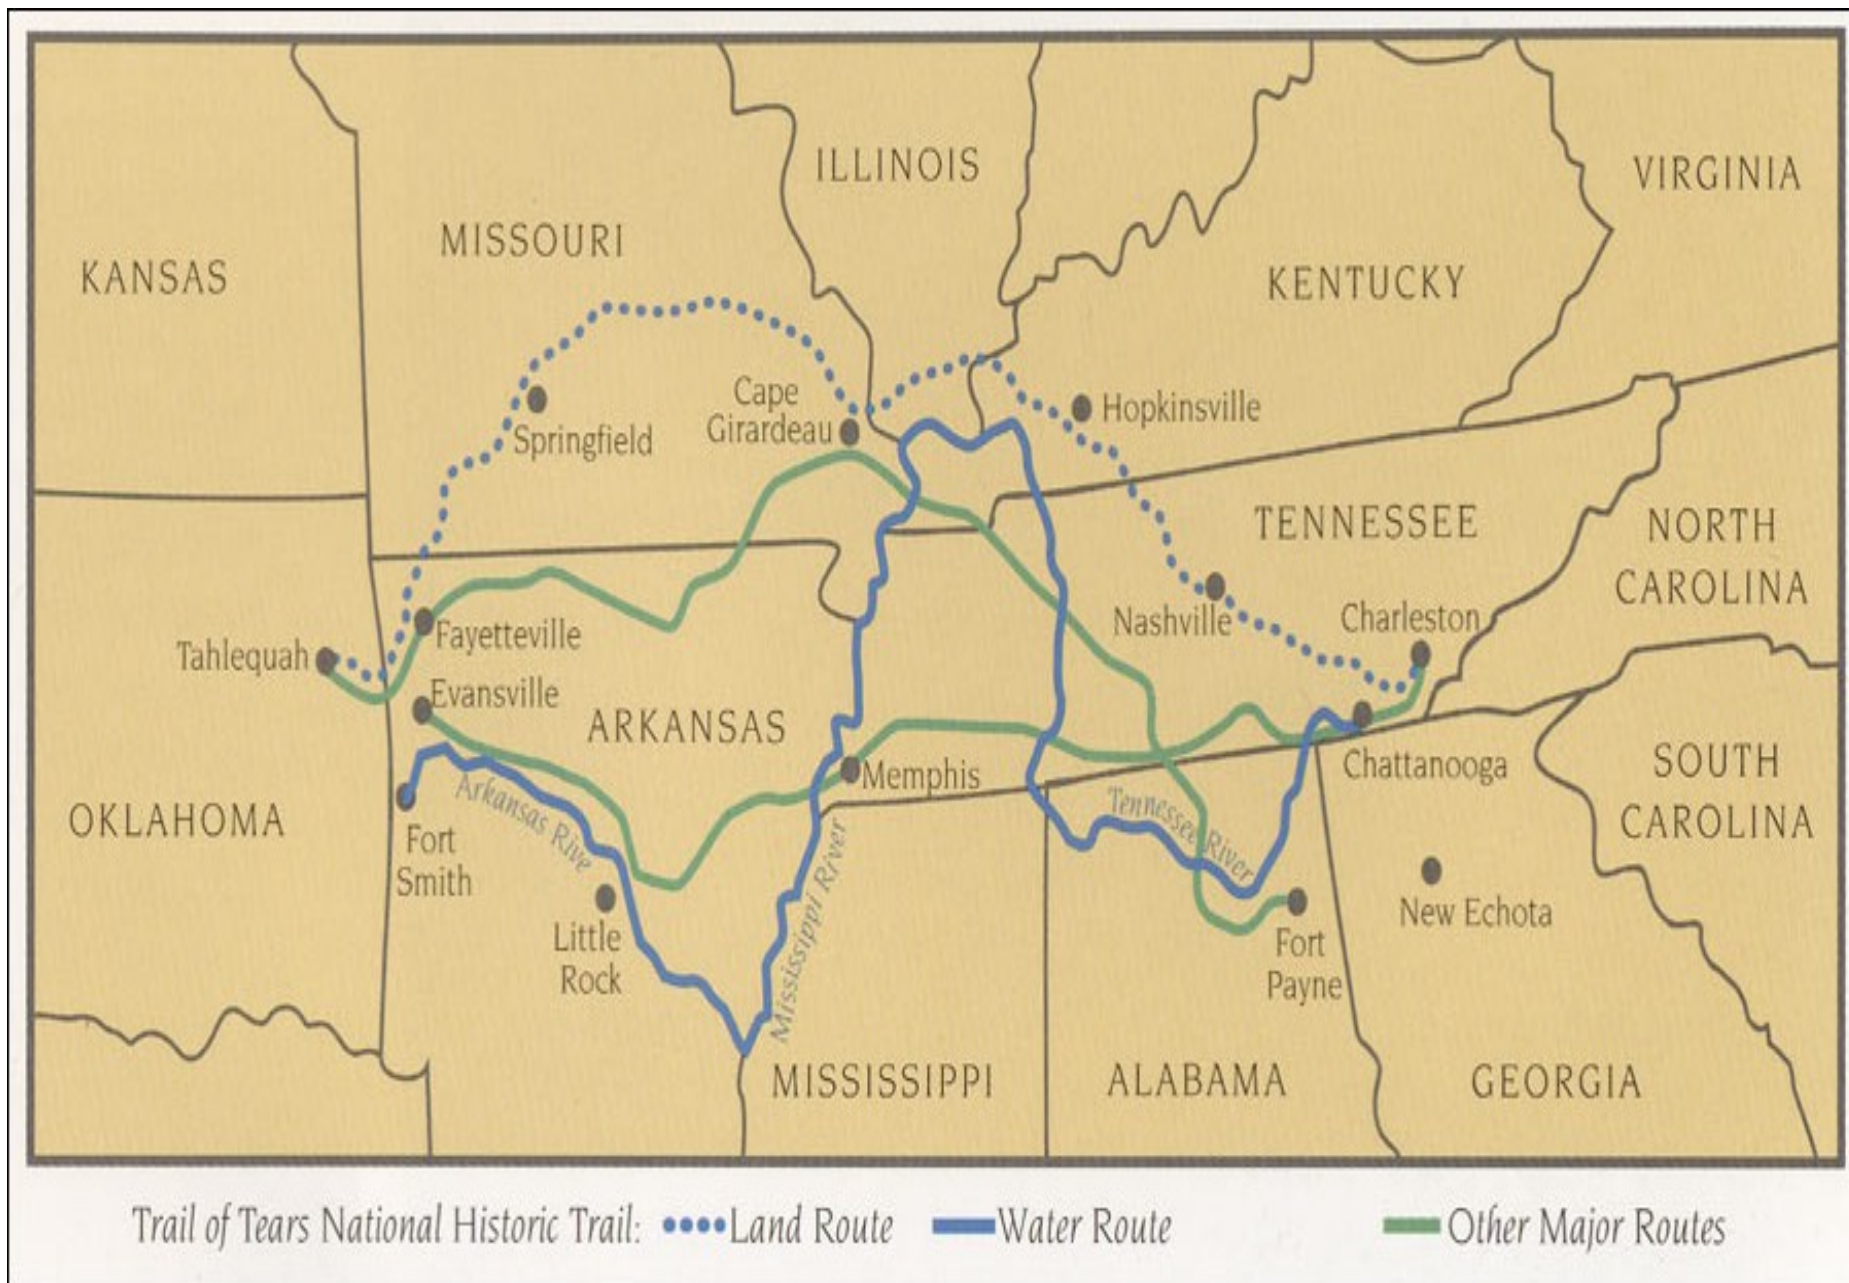 ILLINOIS
VIRGINIA
MISSOURI
KANSAS
KENTUCKY
Cape
Girardeau
Hopkinsville
Springfield
TENNESSEE
NORTH
CAROLINA
Nashville
Charleston
Tahlequah
Fayetteville
Evansville
ARKANSAS
Memphis
Chattanooga
SOUTH
CAROLINA
OKLAHOMA
Arkansas Rive
Tennessee River
Mississippi River
Fort
Smith
Little
Rock
New Echota
Fort
Payne
MISSISSIPPI
ALABAMA
GEORGIA
Trail of Tears National Historic Trail: Land Route Water Route Other Major Routes